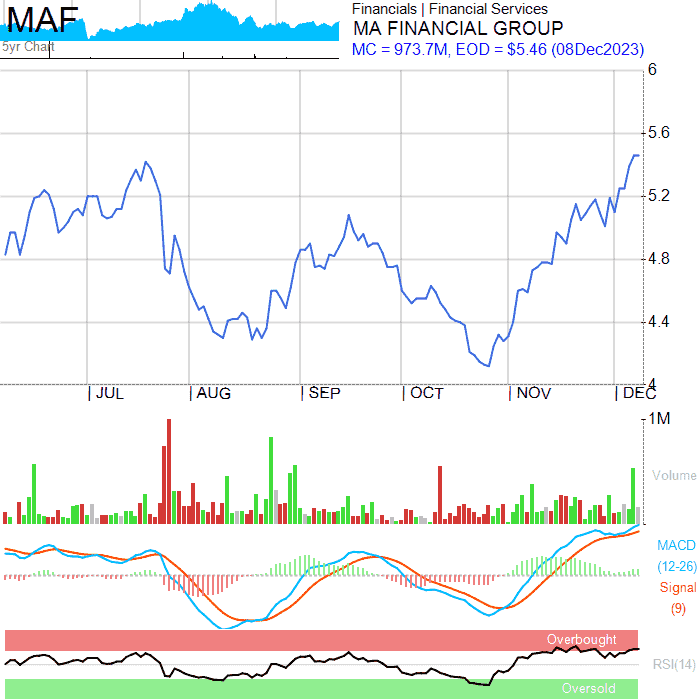 MAF
Financials | Financial Services
MA FINANCIAL GROUP
MC = 973.7M, EOD = $5.46 (08Dec2023)
5yr Chart
6
5.6
5.2
4.8
4.4
4
JUL AUG SEP OCT NOV DEC
1M
Volume
MACD
(12-26)
Signal
(9)
Overbought
RSI(14)
Oversold